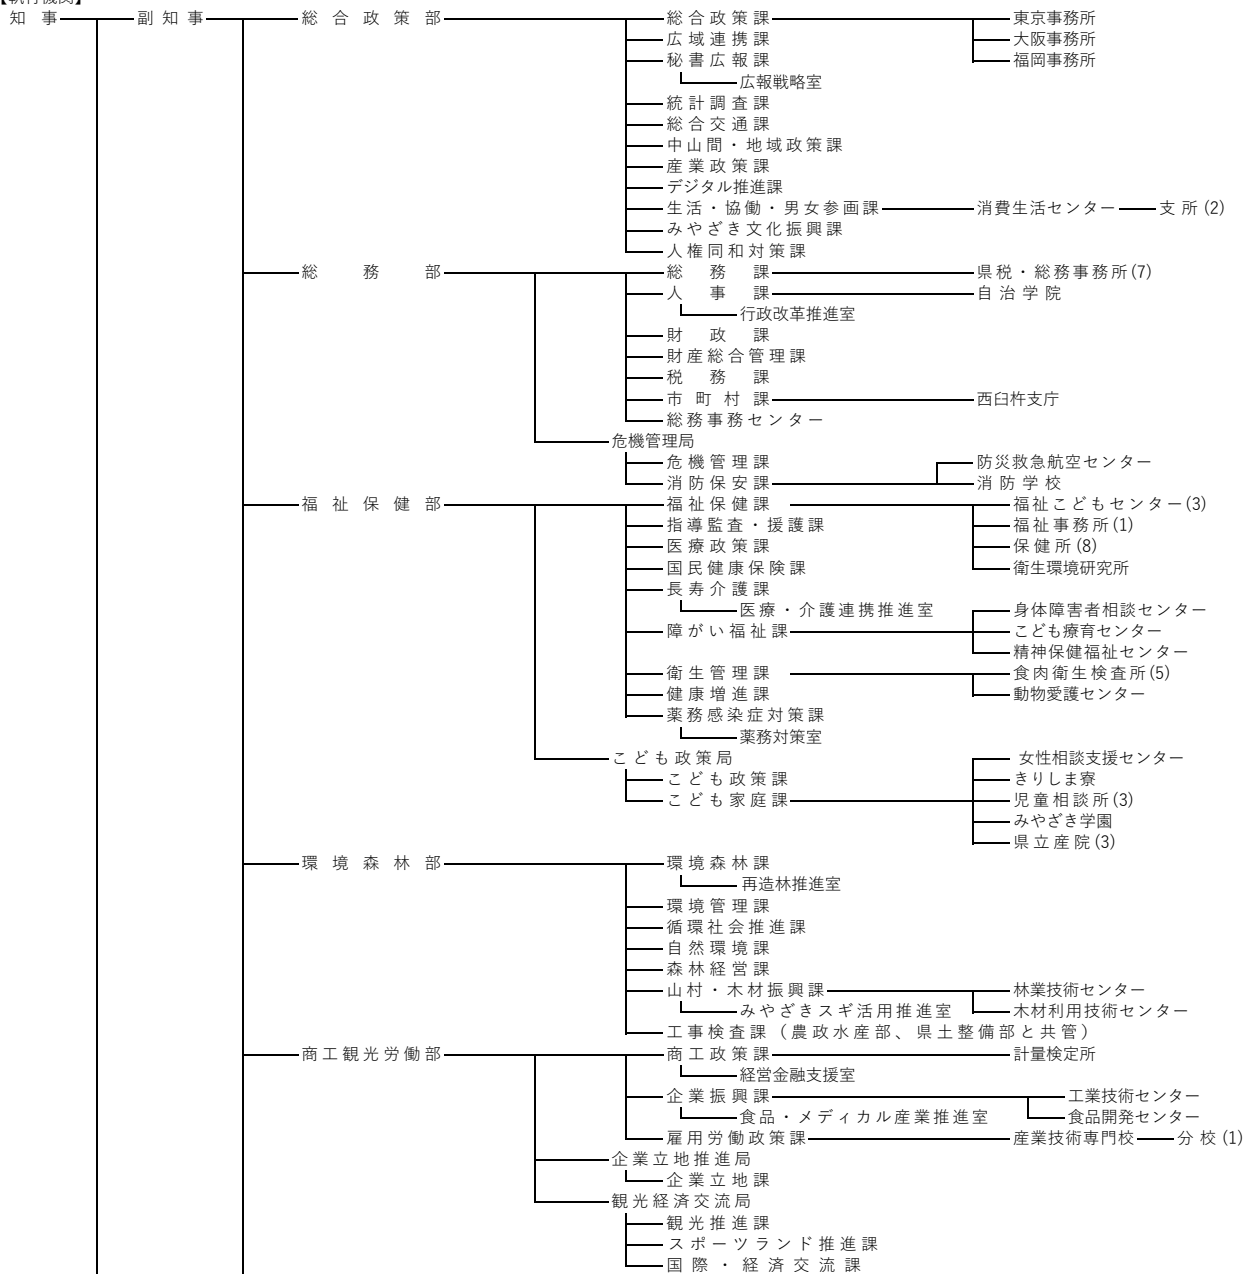 【執行機関】
知事 副知事 総合政策部 総合政策課 東京事務所
広域連携課 大阪事務所
秘書広報課 福岡事務所
広報戦略室
統計調査課
総合交通課
中山間・地域政策課
産業政策課
デジタル推進課
生活・協働・男女参画課 消費生活センター 支所(2)
みやざき文化振興課
人権同和対策課
総務部 総務課 県税・総務事務所(7)
人事課 自治学院
行政改革推進室
財政課
財産総合管理課
税務課
市町村課 西臼杵支庁
総務事務センター
危機管理局
危機管理課 防災救急航空センター
消防保安課 消防学校
福祉保健部 福祉保健課 福祉こどもセンター(3)
指導監査・援護課 福祉事務所(1)
医療政策課 保健所(8)
国民健康保険課 衛生環境研究所
長寿介護課
医療・介護連携推進室 身体障害者相談センター
障がい福祉課 こども療育センター
精神保健福祉センター
衛生管理課 食肉衛生検査所(5)
健康増進課 動物愛護センター
薬務感染症対策課
薬務対策室
こども政策局 女性相談支援センター
こども政策課 きりしま寮
こども家庭課 児童相談所(3)
みやざき学園
県立産院(3)
環境森林部 環境森林課
再造林推進室
環境管理課
循環社会推進課
自然環境課
森林経営課
山村・木材振興課 林業技術センター
みやざきスギ活用推進室 木材利用技術センター
工事検査課（農政水産部、県土整備部と共管）
商工観光労働部 商工政策課 計量検定所
経営金融支援室
企業振興課 工業技術センター
食品・メディカル産業推進室 食品開発センター
雇用労働政策課 産業技術専門校 分校(1)
企業立地推進局
企業立地課
観光経済交流局
観光推進課
スポーツランド推進課
国際・経済交流課